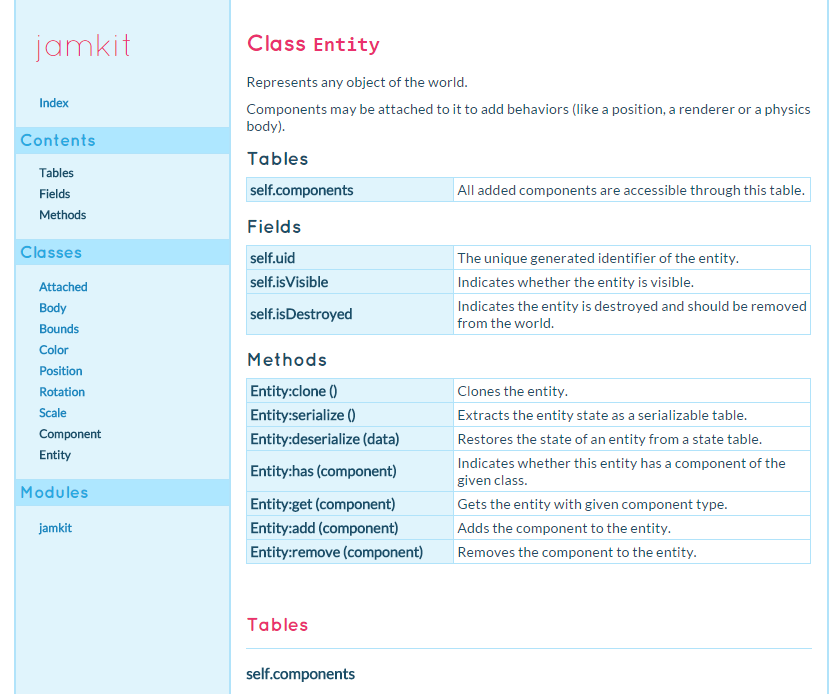 jamkit
Index
Contents
Tables
Fields
Methods
Classes
Attached
Body
Bounds
Color
Position
Rotation
Scale
Component
Entity
Modules
jamkit
Class Entity
Represents any object of the world.
Components may be attached to it to add behaviors (like a position, a renderer or a physics
body).
Tables
self.components All added components are accessible through this table.
Fields
self.uid The unique generated identifier of the entity.
self.isVisible Indicates whether the entity is visible.
self.isDestroyed Indicates the entity is destroyed and should be removed
from the world.
Methods
Entity:clone () Clones the entity.
Entity:serialize () Extracts the entity state as a serializable table.
Entity:deserialize (data) Restores the state of an entity from a state table.
Entity:has (component) Indicates whether this entity has a component of the
given class.
Entity:get (component) Gets the entity with given component type.
Entity:add (component) Adds the component to the entity.
Entity:remove (component) Removes the component to the entity.
Tables
self.components